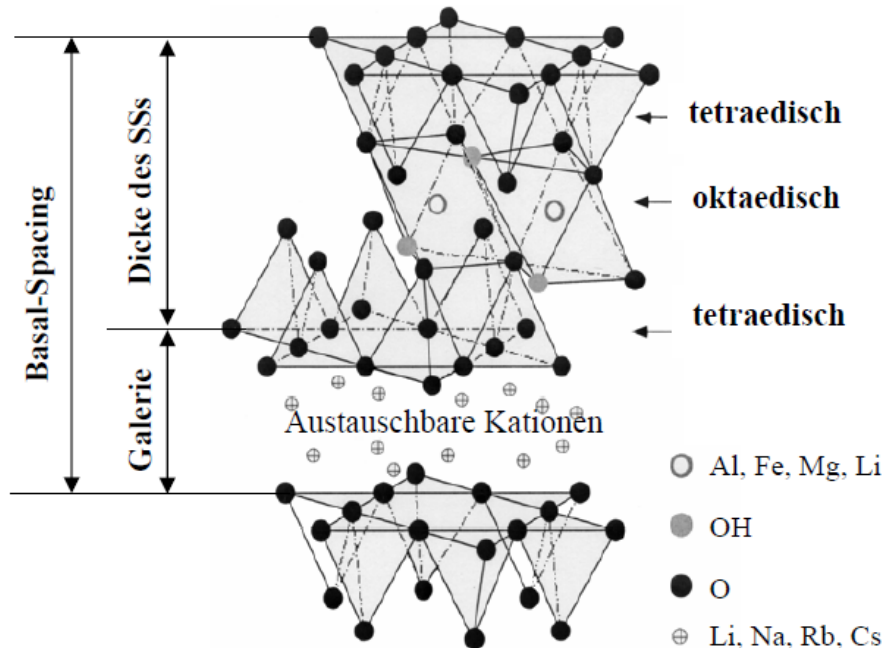 Basal-Spacing
Dicke des SSs
Galerie
tetraedisch
oktaedisch
tetraedisch
Austauschbare Kationen
Al, Fe, Mg, Li
OH
O
Li, Na, Rb, Cs